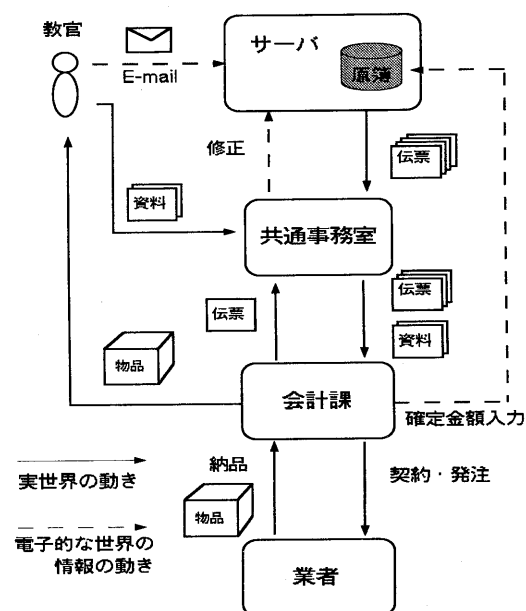 教官
E-mail
サーバ
原簿
修正
伝票
資料
共通事務室
伝票
伝票
資料
物品
会計課
確定金額入力
実世界の動き
納品
物品
契約・発注
電子的な世界の
情報の動き
業者